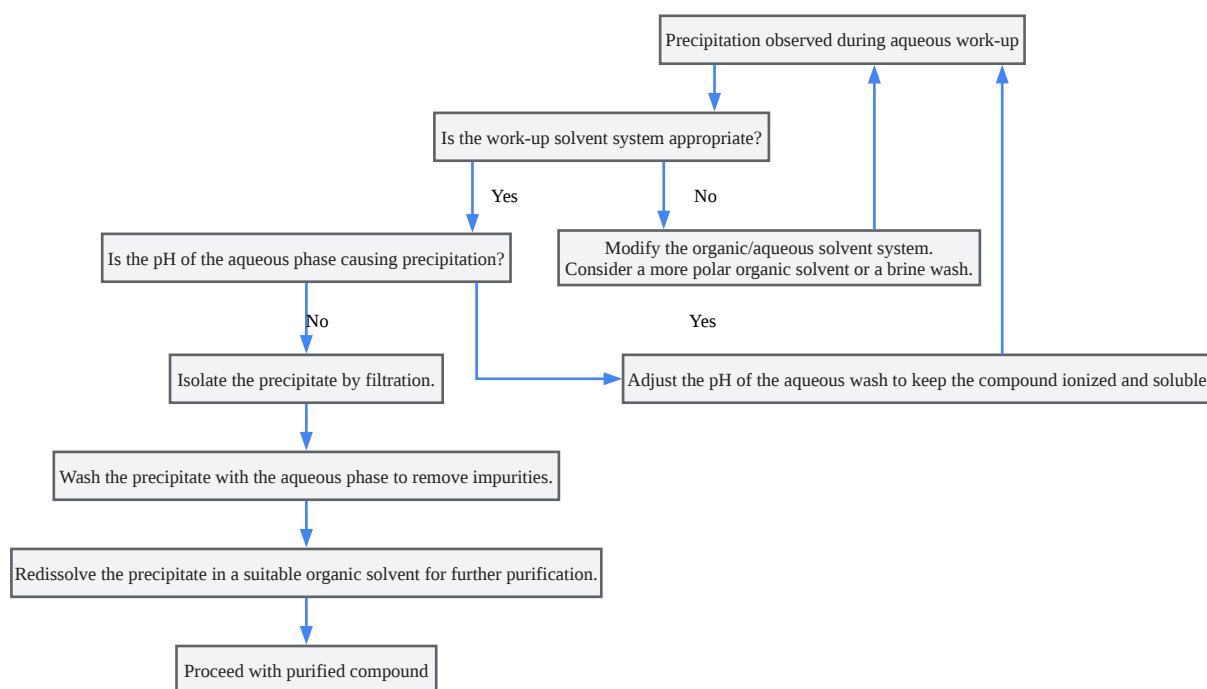 Precipitation observed during aqueous work-up
Is the work-up solvent system appropriate?
Yes
No
Is the pH of the aqueous phase causing precipitation?
Modify the organic/aqueous solvent system.
Consider a more polar organic solvent or a brine wash.
No
Yes
Isolate the precipitate by filtration.
Adjust the pH of the aqueous wash to keep the compound ionized and soluble
Wash the precipitate with the aqueous phase to remove impurities.
Redissolve the precipitate in a suitable organic solvent for further purification.
Proceed with purified compound